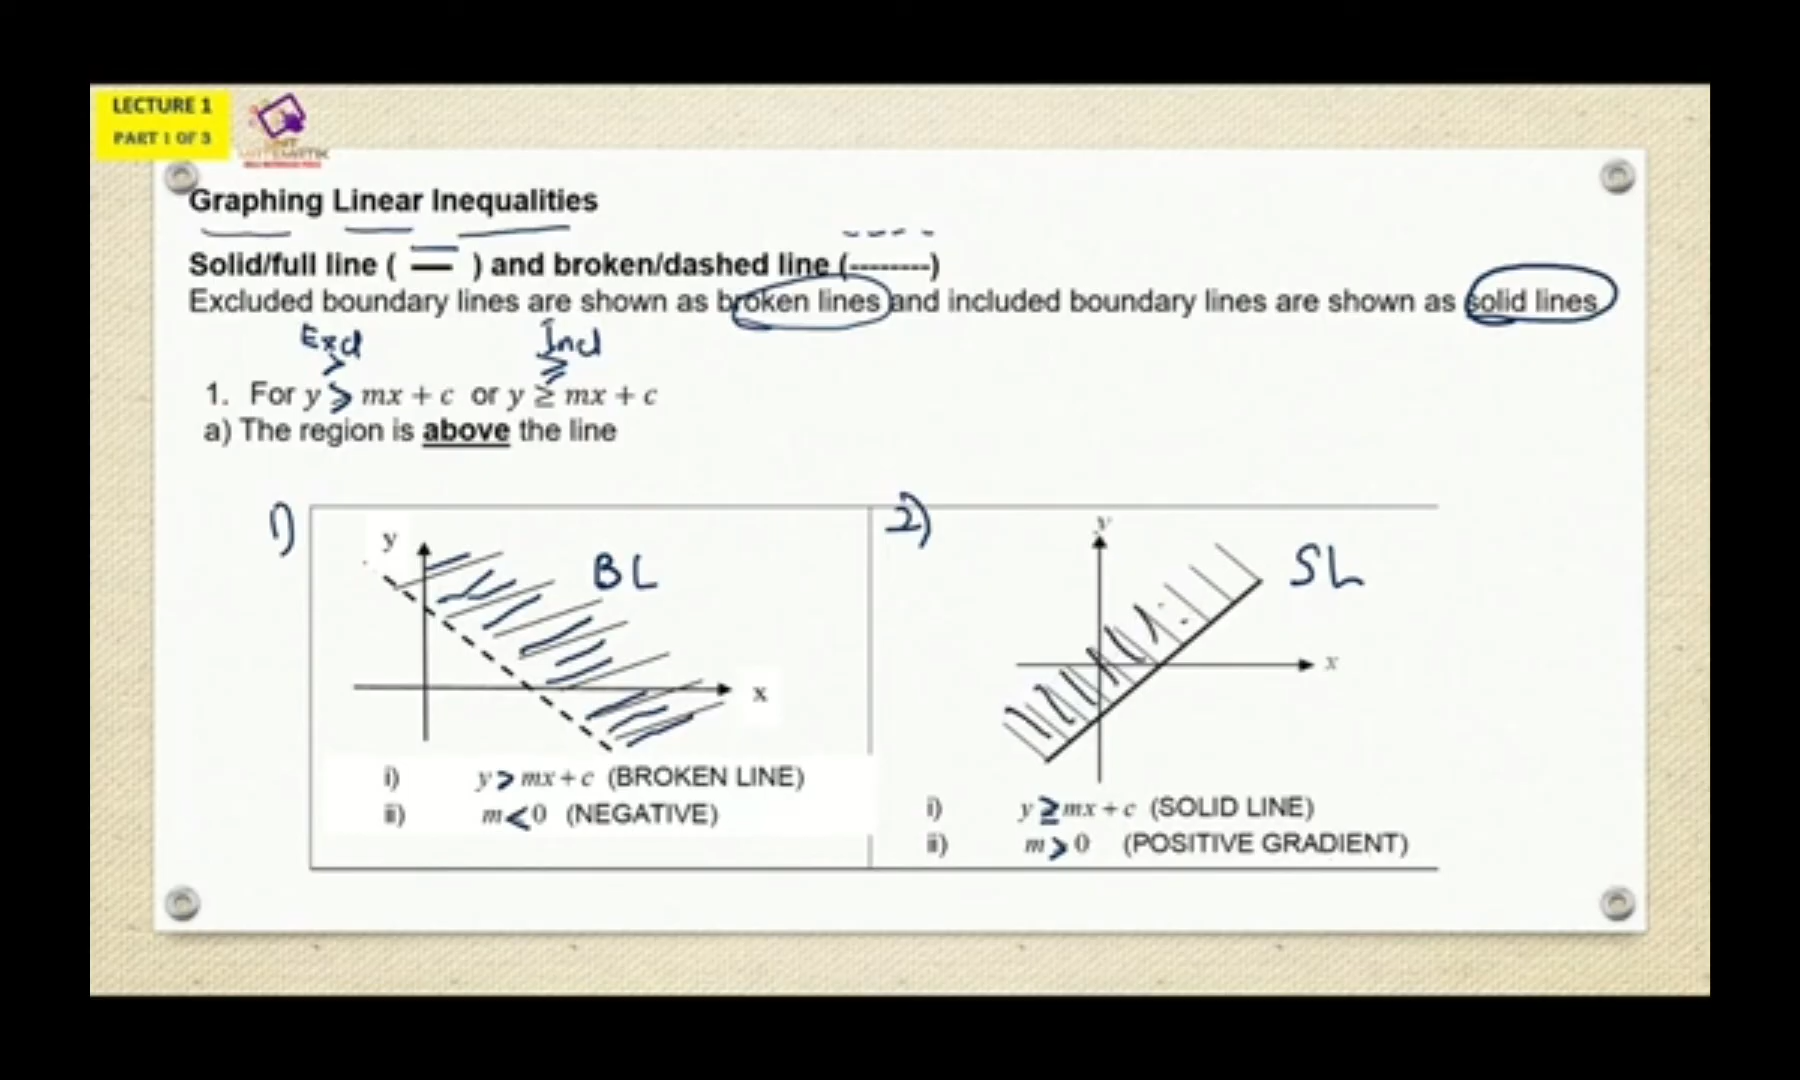 LECTURE 1
PART 1 OF 3
MATEMATIK
Graphing Linear Inequalities
Solid/full line ( — ) and broken/dashed line (--------)
Excluded boundary lines are shown as broken lines and included boundary lines are shown as solid lines
Excl Incl
> ≥
1. For y > mx + c or y ≥ mx + c
a) The region is above the line
1) 2)
y BL y SL
x x
i) y > mx + c (BROKEN LINE)
ii) m < 0 (NEGATIVE)
i) y ≥ mx + c (SOLID LINE)
ii) m > 0 (POSITIVE GRADIENT)